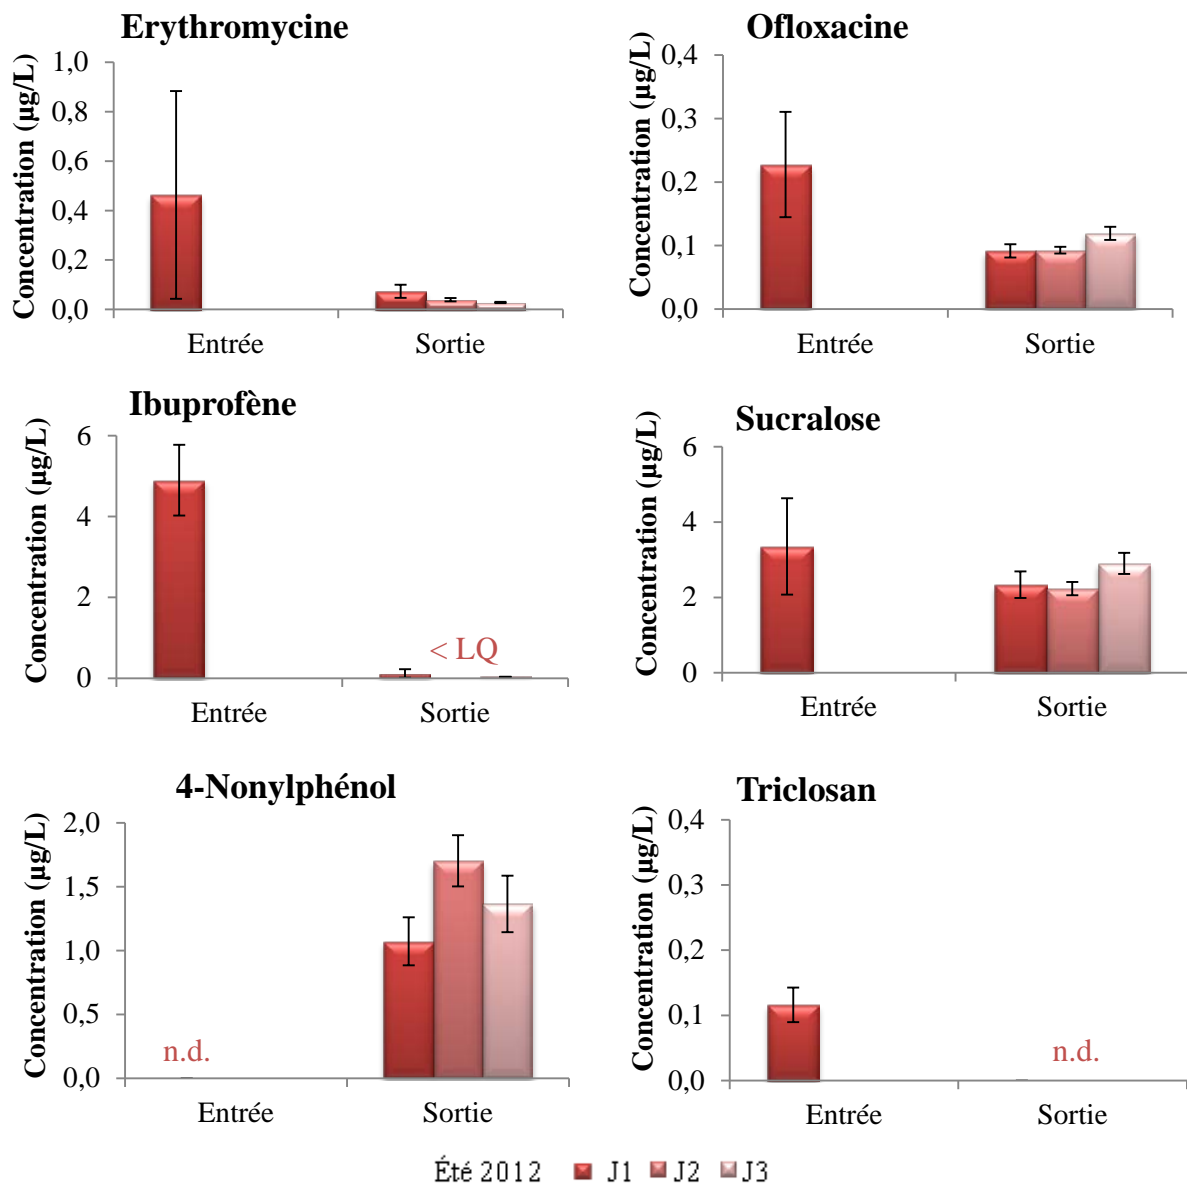 Erythromycine
Concentration (µg/L)
1,0
0,8
0,6
0,4
0,2
0,0
Entrée Sortie
Ofloxacine
Concentration (µg/L)
0,4
0,3
0,2
0,1
0,0
Entrée Sortie
Ibuprofène
Concentration (µg/L)
6
4
2
0
< LQ
Entrée Sortie
Sucralose
Concentration (µg/L)
6
4
2
0
Entrée Sortie
4-Nonylphénol
Concentration (µg/L)
2,0
1,5
1,0
0,5
0,0
n.d.
Entrée Sortie
Triclosan
Concentration (µg/L)
0,4
0,3
0,2
0,1
0,0
n.d.
Entrée Sortie
Été 2012 J1 J2 J3